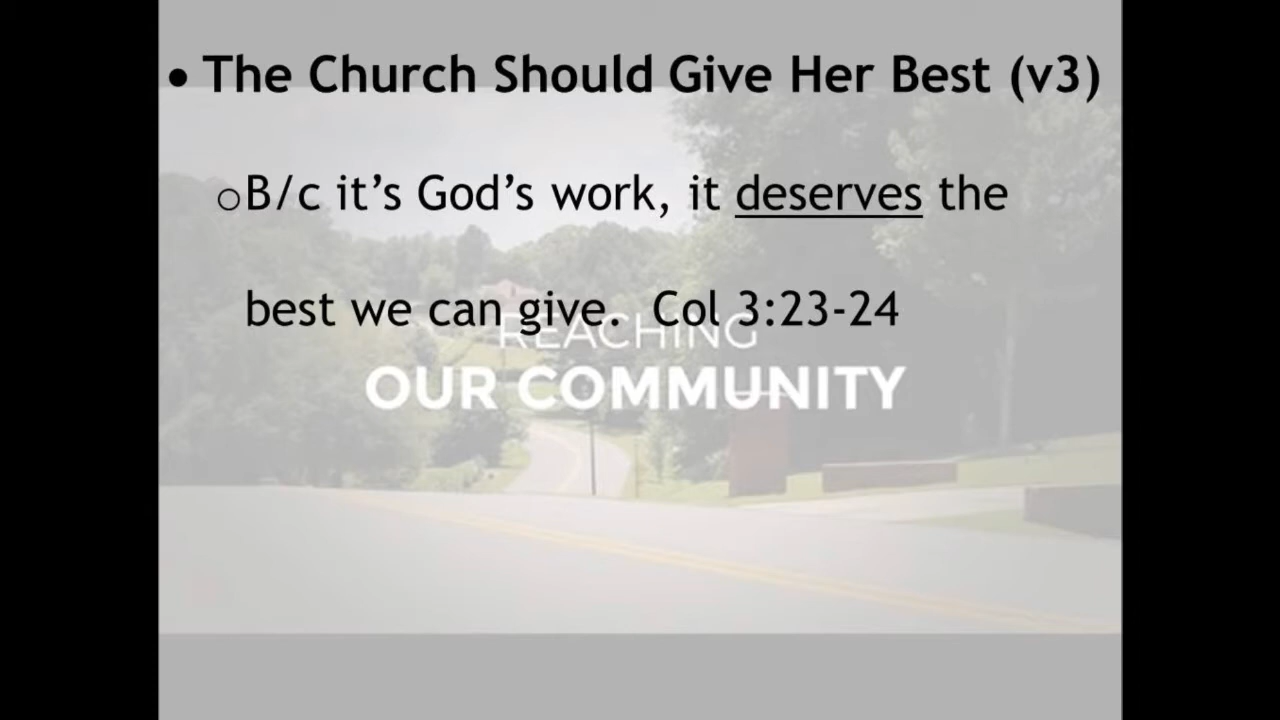 • The Church Should Give Her Best (v3)
o B/c it's God's work, it deserves the
best we can give.  Col 3:23-24
REACHING
OUR COMMUNITY